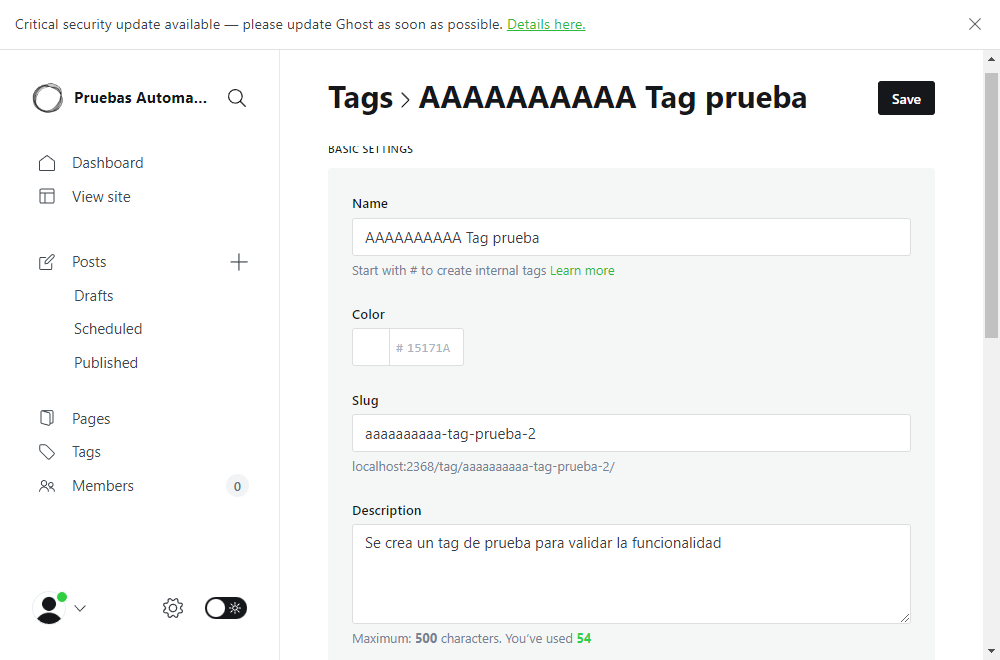 Critical security update available — please update Ghost as soon as possible. Details here.
Pruebas Automa...
Dashboard
View site
Posts
Drafts
Scheduled
Published
Pages
Tags
Members 0
Tags > AAAAAAAAAA Tag prueba
Save
BASIC SETTINGS
Name
AAAAAAAAAA Tag prueba
Start with # to create internal tags Learn more
Color
# 15171A
Slug
aaaaaaaaaa-tag-prueba-2
localhost:2368/tag/aaaaaaaaaa-tag-prueba-2/
Description
Se crea un tag de prueba para validar la funcionalidad
Maximum: 500 characters. You’ve used 54